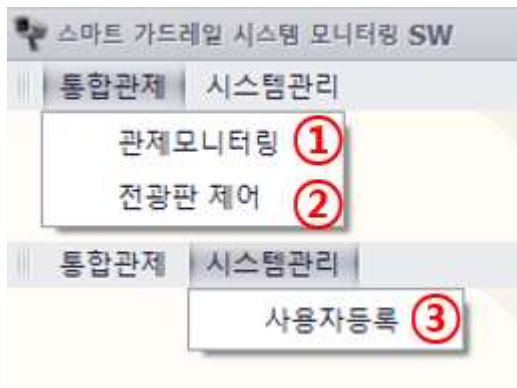 스마트 가드레일 시스템 모니터링 SW
통합관제 시스템관리
관제모니터링 ①
전광판 제어 ②
통합관제 시스템관리
사용자등록 ③